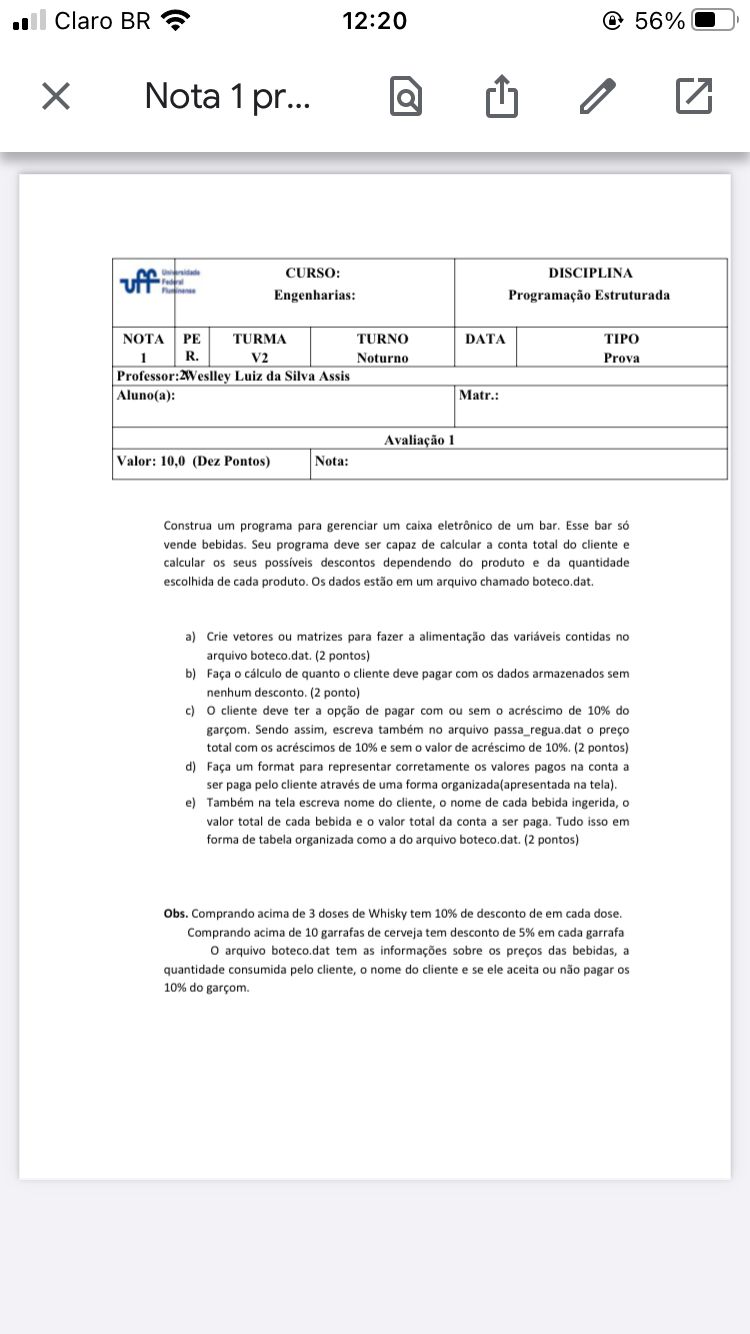 Claro BR 12:20 56%
Nota 1 pr...
uff Universidade
Federal
Fluminense
CURSO:
Engenharias:
DISCIPLINA
Programação Estruturada
NOTA
1
PE
R.
TURMA
V2
TURNO
Noturno
DATA
TIPO
Prova
Professor: Weslley Luiz da Silva Assis
Aluno(a):
Matr.:
Avaliação 1
Valor: 10,0 (Dez Pontos)
Nota:
Construa um programa para gerenciar um caixa eletrônico de um bar. Esse bar só
vende bebidas. Seu programa deve ser capaz de calcular a conta total do cliente e
calcular os seus possíveis descontos dependendo do produto e da quantidade
escolhida de cada produto. Os dados estão em um arquivo chamado boteco.dat.
a) Crie vetores ou matrizes para fazer a alimentação das variáveis contidas no
arquivo boteco.dat. (2 pontos)
b) Faça o cálculo de quanto o cliente deve pagar com os dados armazenados sem
nenhum desconto. (2 ponto)
c) O cliente deve ter a opção de pagar com ou sem o acréscimo de 10% do
garçom. Sendo assim, escreva também no arquivo passa_regua.dat o preço
total com os acréscimos de 10% e sem o valor de acréscimo de 10%. (2 pontos)
d) Faça um format para representar corretamente os valores pagos na conta a
ser paga pelo cliente através de uma forma organizada(apresentada na tela).
e) Também na tela escreva nome do cliente, o nome de cada bebida ingerida, o
valor total de cada bebida e o valor total da conta a ser paga. Tudo isso em
forma de tabela organizada como a do arquivo boteco.dat. (2 pontos)
Obs. Comprando acima de 3 doses de Whisky tem 10% de desconto de em cada dose.
Comprando acima de 10 garrafas de cerveja tem desconto de 5% em cada garrafa
O arquivo boteco.dat tem as informações sobre os preços das bebidas, a
quantidade consumida pelo cliente, o nome do cliente e se ele aceita ou não pagar os
10% do garçom.